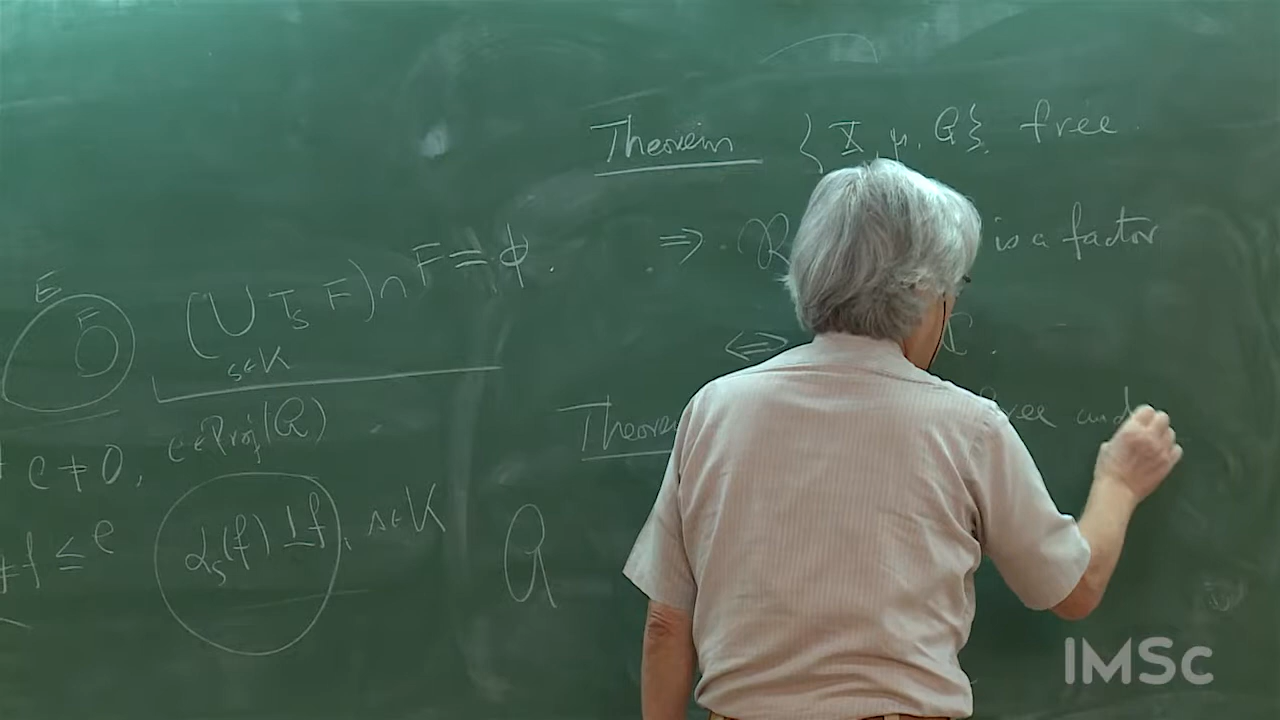 E
F
(∪ T_s F) ∩ F = φ.
s∈K
e ≠ 0, e ∈ Proj(Q)
≠ f ≤ e
α_s(f) ⊥ f, s∈K
Q
Theorem {X, μ, G} free
⇒ R is a factor
⇔ C.
Theorem free and
IMSc